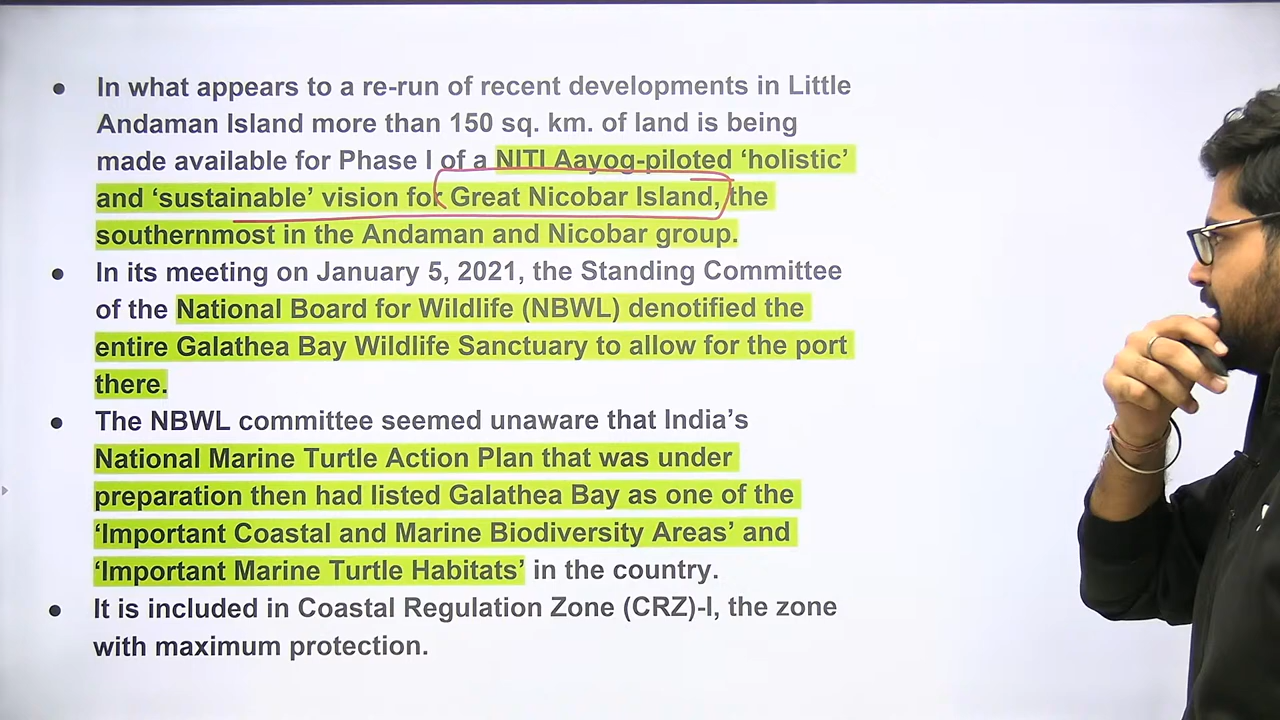 ● In what appears to a re-run of recent developments in Little
Andaman Island more than 150 sq. km. of land is being
made available for Phase I of a NITI Aayog-piloted ‘holistic’
and ‘sustainable’ vision for Great Nicobar Island, the
southernmost in the Andaman and Nicobar group.
● In its meeting on January 5, 2021, the Standing Committee
of the National Board for Wildlife (NBWL) denotified the
entire Galathea Bay Wildlife Sanctuary to allow for the port
there.
● The NBWL committee seemed unaware that India’s
National Marine Turtle Action Plan that was under
preparation then had listed Galathea Bay as one of the
‘Important Coastal and Marine Biodiversity Areas’ and
‘Important Marine Turtle Habitats’ in the country.
● It is included in Coastal Regulation Zone (CRZ)-I, the zone
with maximum protection.